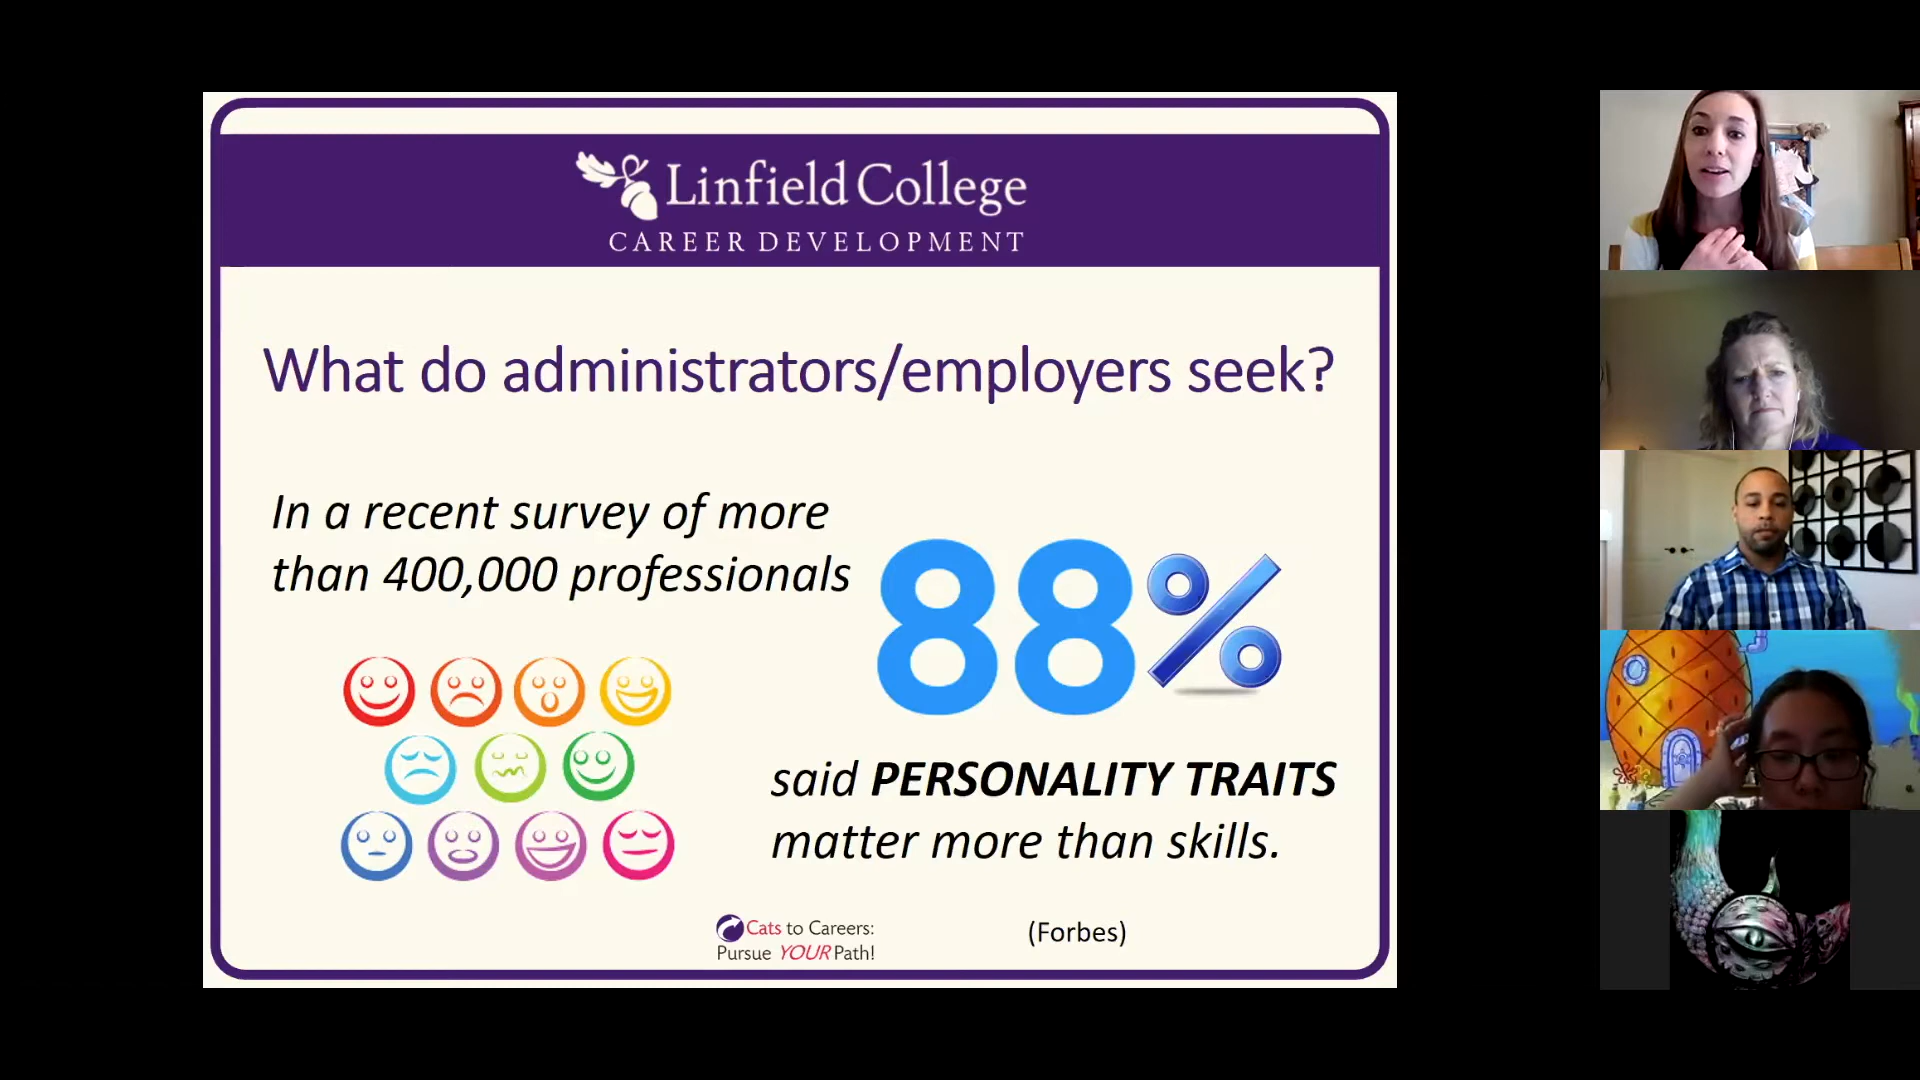 Linfield College
CAREER DEVELOPMENT
What do administrators/employers seek?
In a recent survey of more
than 400,000 professionals
88%
said PERSONALITY TRAITS
matter more than skills.
Cats to Careers:
Pursue YOUR Path!
(Forbes)